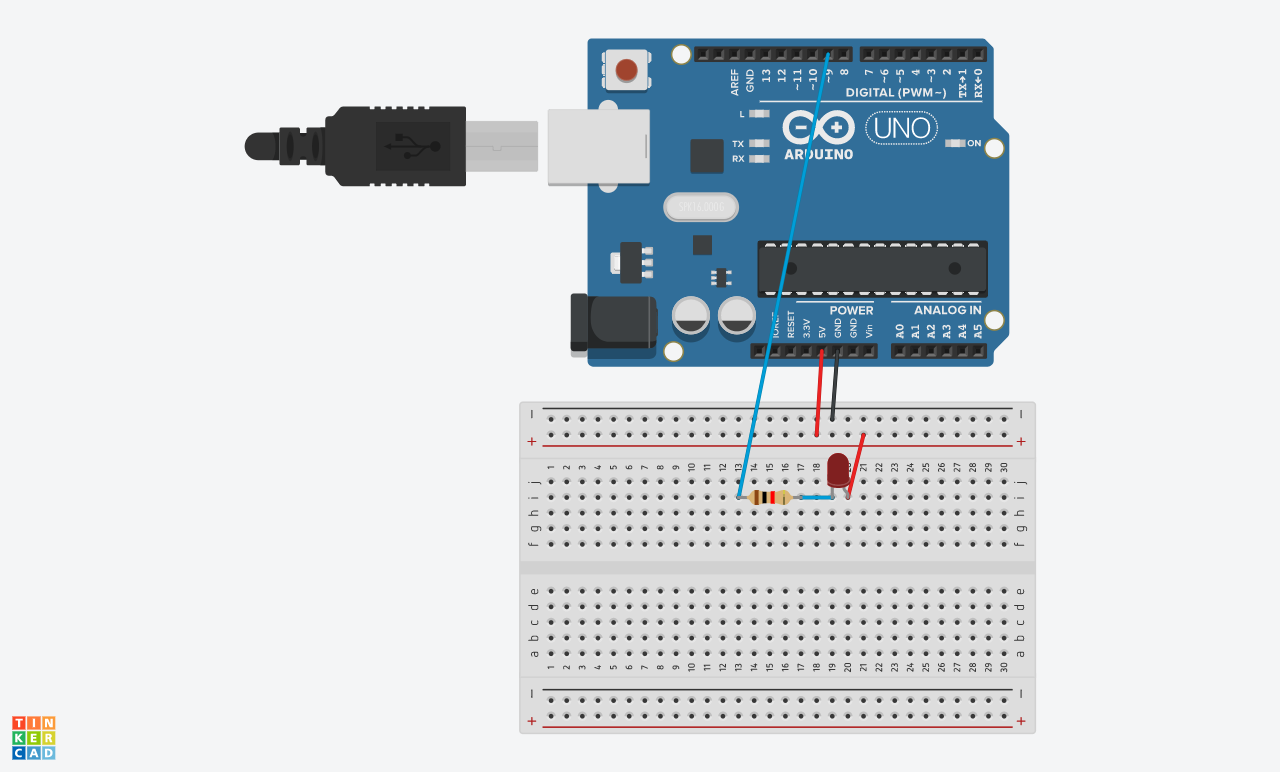 AREF GND 13 12 ~11 ~10 ~9 8 7 ~6 ~5 4 ~3 2 TX→1 RX←0
DIGITAL (PWM~)
L
UNO
TX
RX
ARDUINO
ON
POWER
ANALOG IN
RESET 3.3V 5V GND GND Vin A0 A1 A2 A3 A4 A5
− −
+ +
1 2 3 4 5 6 7 8 9 10 11 12 13 14 15 16 17 18 19 21 22 23 24 25 26 27 28 29 30
j j
i i
h h
g g
f f
e e
d d
c c
b b
a a
1 2 3 4 5 6 7 8 9 10 11 12 13 14 15 16 17 18 19 20 21 22 23 24 25 26 27 28 29 30
− −
+ +
TIN
KER
CAD